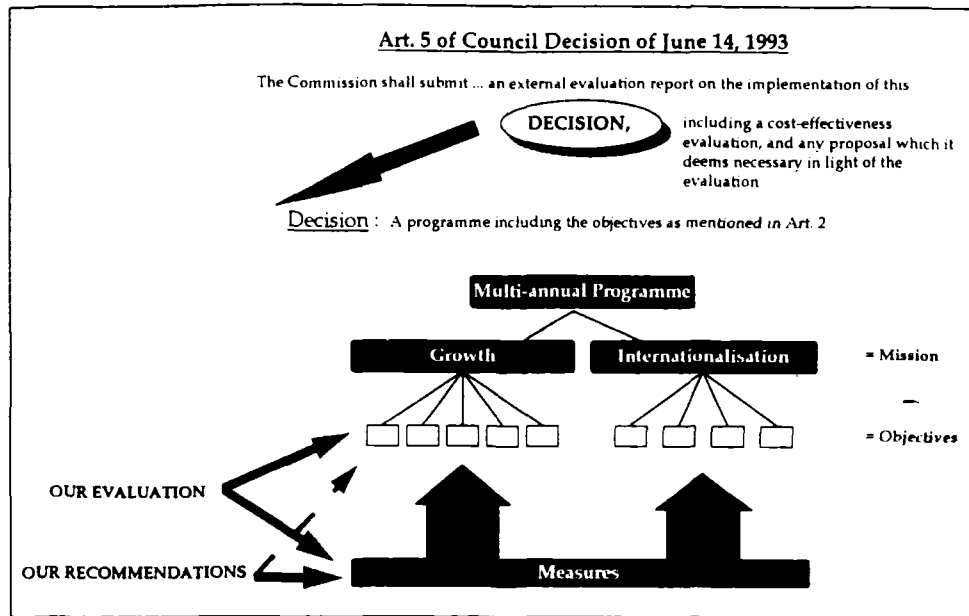 Art. 5 of Council Decision of June 14, 1993
The Commission shall submit ... an external evaluation report on the implementation of this
DECISION,
including a cost-effectiveness
evaluation, and any proposal which it
deems necessary in light of the
evaluation
Decision : A programme including the objectives as mentioned in Art. 2
Multi-annual Programme
Growth
Internationalisation
= Mission
= Objectives
OUR EVALUATION
OUR RECOMMENDATIONS
Measures